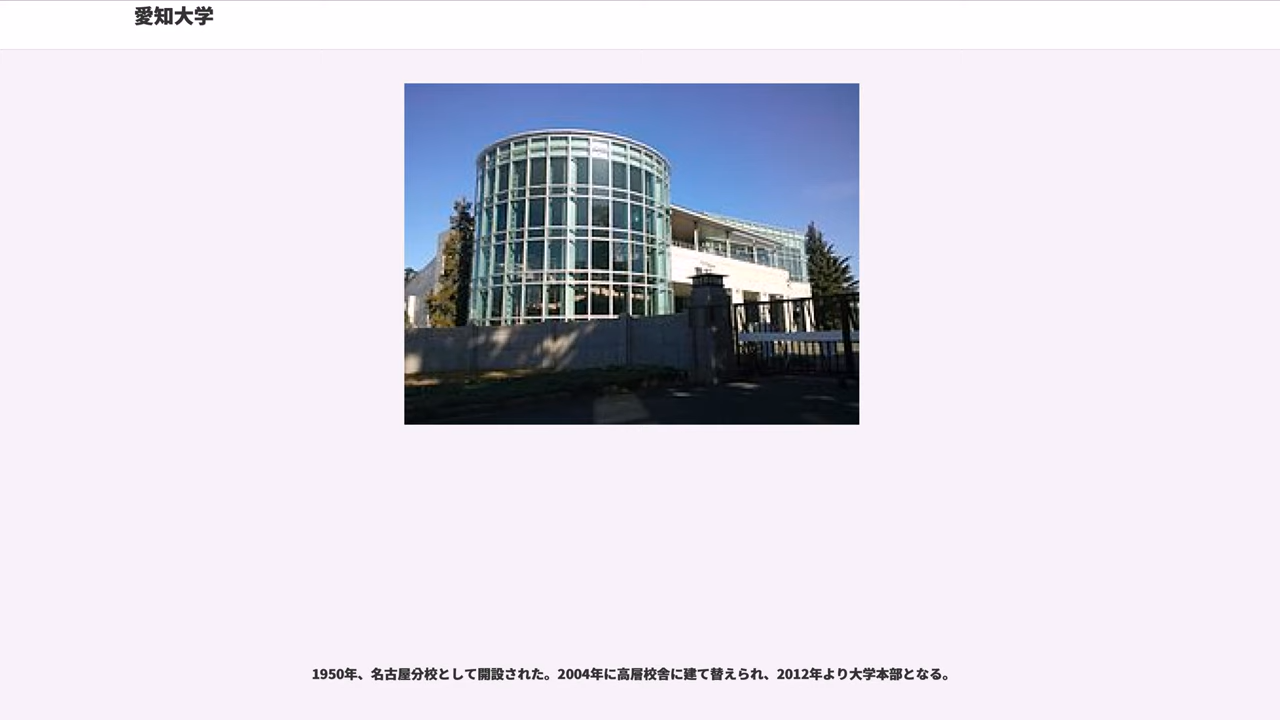 愛知大学
1950年、名古屋分校として開設された。2004年に高層校舎に建て替えられ、2012年より大学本部となる。